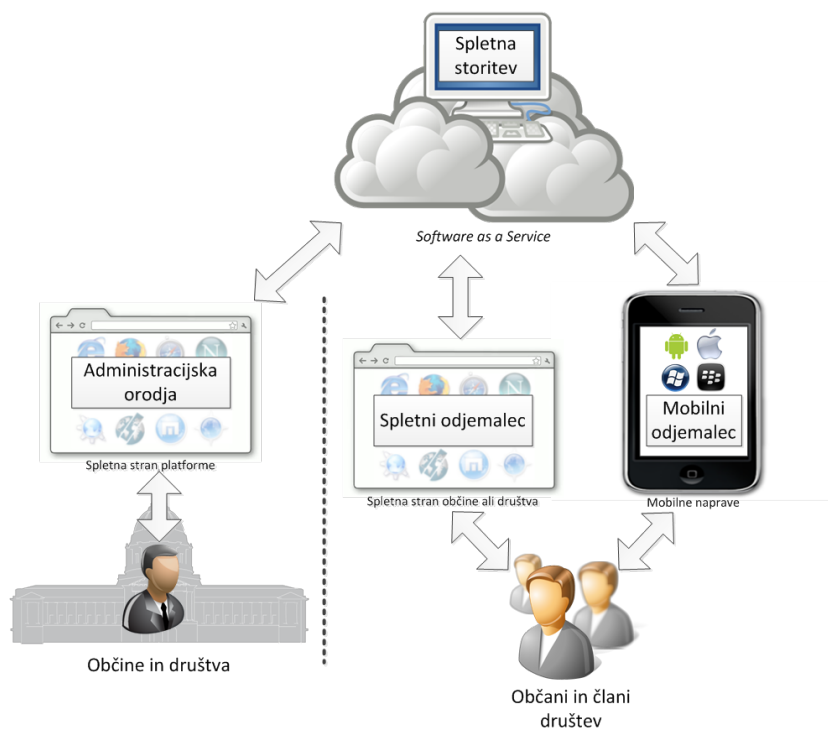 Spletna
storitev
Software as a Service
Administracijska
orodja
Spletna stran platforme
Spletni odjemalec
Spletna stran občine ali društva
Mobilni
odjemalec
Mobilne naprave
Občine in društva
Občani in člani
društev